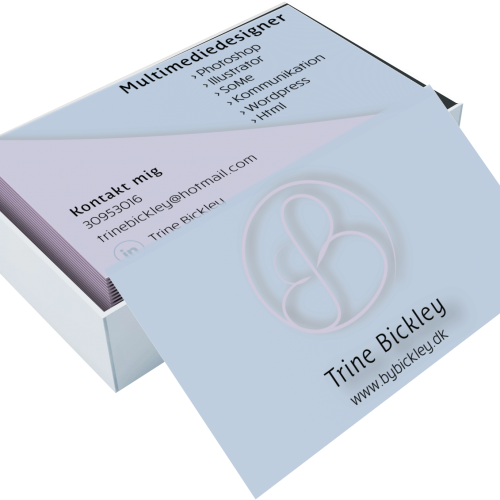 Multimediedesigner
› Photoshop
› Illustrator
› SoMe
› Kommunikation
› Wordpress
› Html
Kontakt mig
30953016
trinebickley@hotmail.com
in Trine Bickley
Trine Bickley
www.bybickley.dk